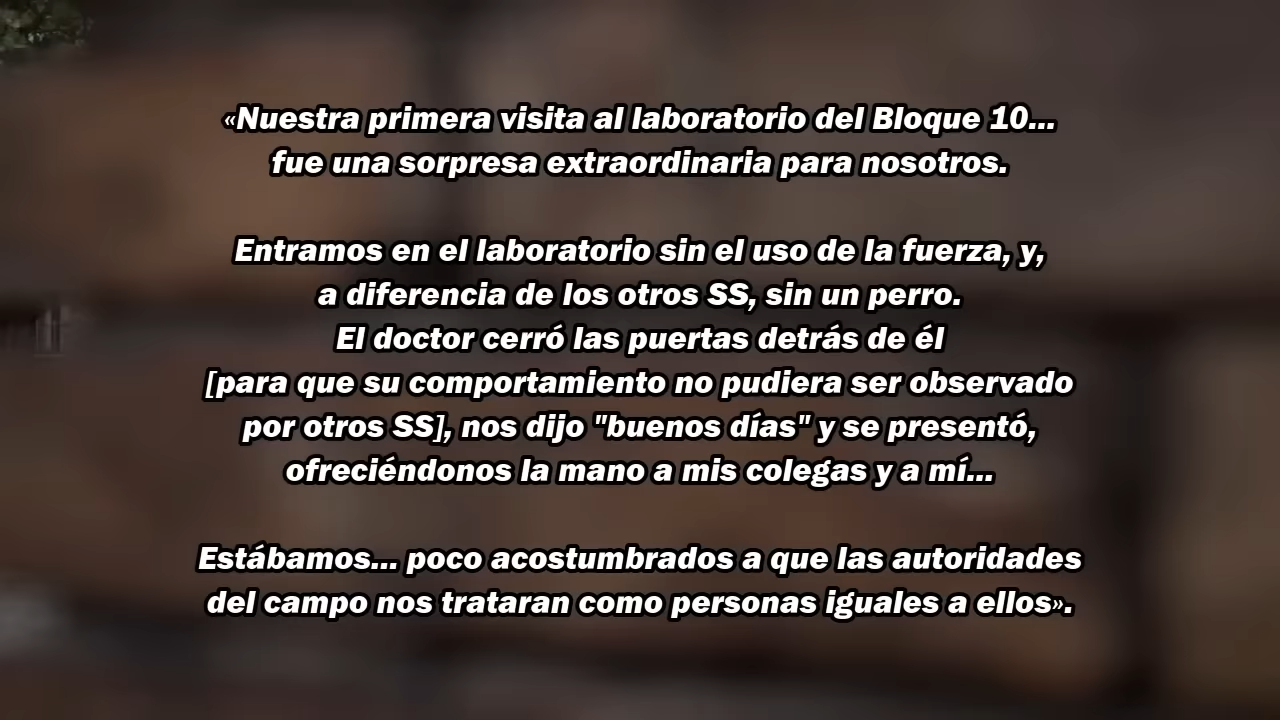 «Nuestra primera visita al laboratorio del Bloque 10...
fue una sorpresa extraordinaria para nosotros.
Entramos en el laboratorio sin el uso de la fuerza, y,
a diferencia de los otros SS, sin un perro.
El doctor cerró las puertas detrás de él
[para que su comportamiento no pudiera ser observado
por otros SS], nos dijo "buenos días" y se presentó,
ofreciéndonos la mano a mis colegas y a mí...
Estábamos... poco acostumbrados a que las autoridades
del campo nos trataran como personas iguales a ellos».